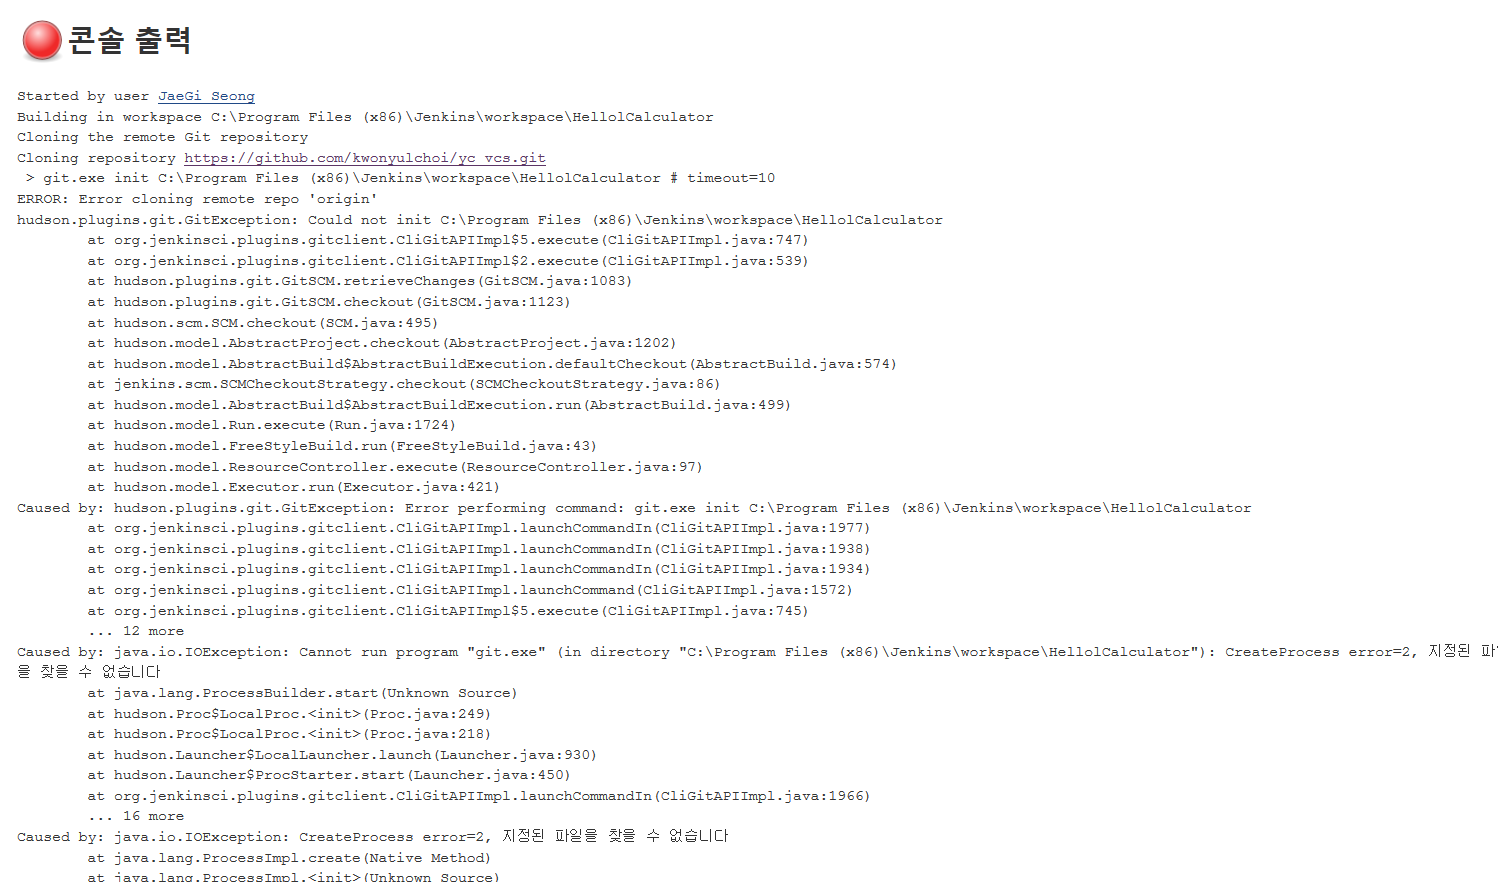 콘솔 출력
Started by user JaeGi Seong
Building in workspace C:\Program Files (x86)\Jenkins\workspace\HellolCalculator
Cloning the remote Git repository
Cloning repository https://github.com/kwonyulchoi/yc_vcs.git
 > git.exe init C:\Program Files (x86)\Jenkins\workspace\HellolCalculator # timeout=10
ERROR: Error cloning remote repo 'origin'
hudson.plugins.git.GitException: Could not init C:\Program Files (x86)\Jenkins\workspace\HellolCalculator
	at org.jenkinsci.plugins.gitclient.CliGitAPIImpl$5.execute(CliGitAPIImpl.java:747)
	at org.jenkinsci.plugins.gitclient.CliGitAPIImpl$2.execute(CliGitAPIImpl.java:539)
	at hudson.plugins.git.GitSCM.retrieveChanges(GitSCM.java:1083)
	at hudson.plugins.git.GitSCM.checkout(GitSCM.java:1123)
	at hudson.scm.SCM.checkout(SCM.java:495)
	at hudson.model.AbstractProject.checkout(AbstractProject.java:1202)
	at hudson.model.AbstractBuild$AbstractBuildExecution.defaultCheckout(AbstractBuild.java:574)
	at jenkins.scm.SCMCheckoutStrategy.checkout(SCMCheckoutStrategy.java:86)
	at hudson.model.AbstractBuild$AbstractBuildExecution.run(AbstractBuild.java:499)
	at hudson.model.Run.execute(Run.java:1724)
	at hudson.model.FreeStyleBuild.run(FreeStyleBuild.java:43)
	at hudson.model.ResourceController.execute(ResourceController.java:97)
	at hudson.model.Executor.run(Executor.java:421)
Caused by: hudson.plugins.git.GitException: Error performing command: git.exe init C:\Program Files (x86)\Jenkins\workspace\HellolCalculator
	at org.jenkinsci.plugins.gitclient.CliGitAPIImpl.launchCommandIn(CliGitAPIImpl.java:1977)
	at org.jenkinsci.plugins.gitclient.CliGitAPIImpl.launchCommandIn(CliGitAPIImpl.java:1938)
	at org.jenkinsci.plugins.gitclient.CliGitAPIImpl.launchCommandIn(CliGitAPIImpl.java:1934)
	at org.jenkinsci.plugins.gitclient.CliGitAPIImpl.launchCommand(CliGitAPIImpl.java:1572)
	at org.jenkinsci.plugins.gitclient.CliGitAPIImpl$5.execute(CliGitAPIImpl.java:745)
	... 12 more
Caused by: java.io.IOException: Cannot run program "git.exe" (in directory "C:\Program Files (x86)\Jenkins\workspace\HellolCalculator"): CreateProcess error=2, 지정된
을 찾을 수 없습니다
	at java.lang.ProcessBuilder.start(Unknown Source)
	at hudson.Proc$LocalProc.<init>(Proc.java:249)
	at hudson.Proc$LocalProc.<init>(Proc.java:218)
	at hudson.Launcher$LocalLauncher.launch(Launcher.java:930)
	at hudson.Launcher$ProcStarter.start(Launcher.java:450)
	at org.jenkinsci.plugins.gitclient.CliGitAPIImpl.launchCommandIn(CliGitAPIImpl.java:1966)
	... 16 more
Caused by: java.io.IOException: CreateProcess error=2, 지정된 파일을 찾을 수 없습니다
	at java.lang.ProcessImpl.create(Native Method)
	at java.lang.ProcessImpl.<init>(Unknown Source)